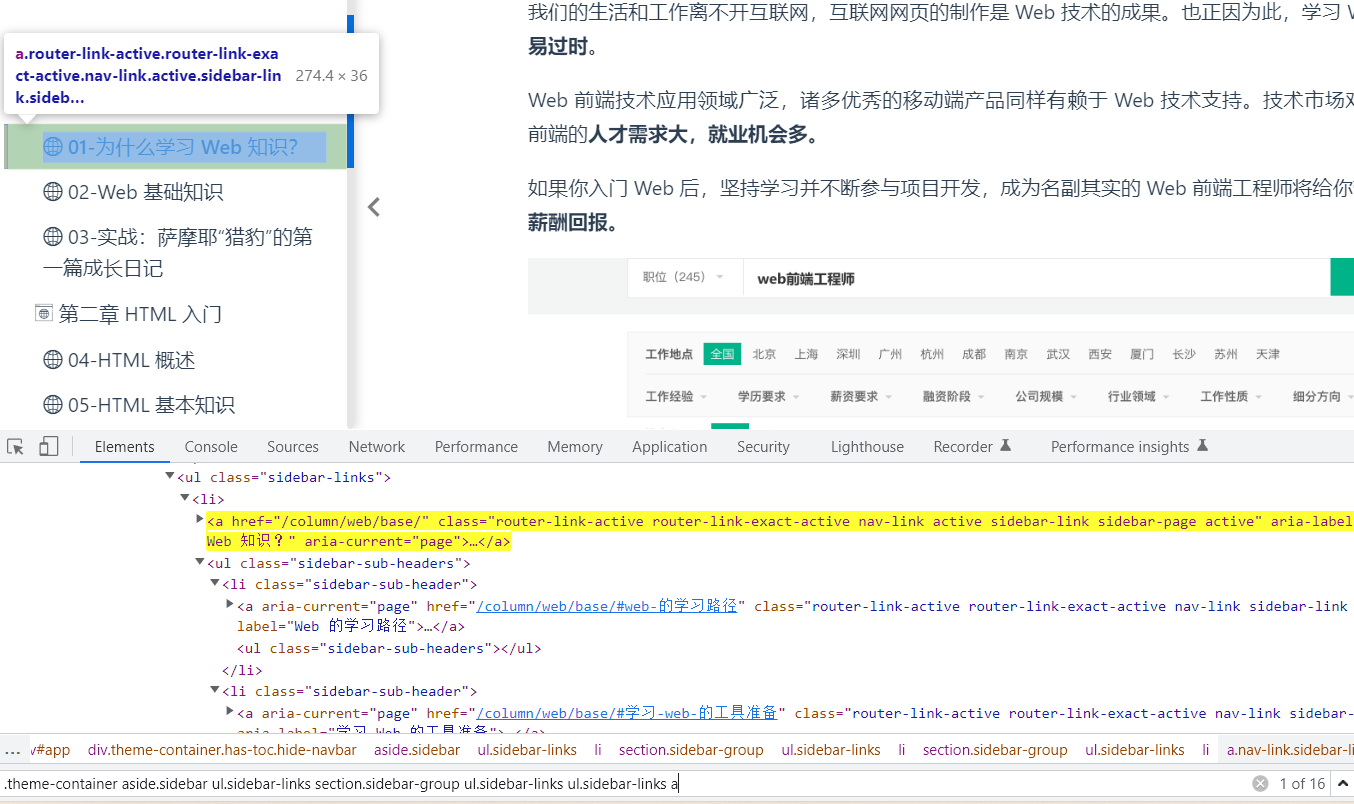 我们的生活和工作离不开互联网，互联网网页的制作是 Web 技术的成果。也正因为此，学习
易过时。
a.router-link-active.router-link-exa
ct-active.nav-link.active.sidebar-lin
k.sideb...
274.4 × 36
Web 前端技术应用领域广泛，诸多优秀的移动端产品同样有赖于 Web 技术支持。技术市场对
前端的人才需求大，就业机会多。
01-为什么学习 Web 知识？
02-Web 基础知识
03-实战：萨摩耶“猎豹”的第
一篇成长日记
第二章 HTML 入门
04-HTML 概述
05-HTML 基本知识
如果你入门 Web 后，坚持学习并不断参与项目开发，成为名副其实的 Web 前端工程师将给你
薪酬回报。
职位（245） web前端工程师
工作地点 全国 北京 上海 深圳 广州 杭州 成都 南京 武汉 西安 厦门 长沙 苏州 天津
工作经验 学历要求 薪资要求 融资阶段 公司规模 行业领域 工作性质 细分方向
Elements Console Sources Network Performance Memory Application Security Lighthouse Recorder Performance insights
<ul class="sidebar-links">
<li>
<a href="/column/web/base/" class="router-link-active router-link-exact-active nav-link active sidebar-link sidebar-page active" aria-label
Web 知识？" aria-current="page">…</a>
<ul class="sidebar-sub-headers">
<li class="sidebar-sub-header">
<a aria-current="page" href="/column/web/base/#web-的学习路径" class="router-link-active router-link-exact-active nav-link sidebar-link
label="Web 的学习路径">…</a>
<ul class="sidebar-sub-headers"></ul>
</li>
<li class="sidebar-sub-header">
<a aria-current="page" href="/column/web/base/#学习-web-的工具准备" class="router-link-active router-link-exact-active nav-link sidebar-
aria-label="学习 Web 的工具准备">…</a>
... v#app div.theme-container.has-toc.hide-navbar aside.sidebar ul.sidebar-links li section.sidebar-group ul.sidebar-links li section.sidebar-group ul.sidebar-links li a.nav-link.sidebar-li
.theme-container aside.sidebar ul.sidebar-links section.sidebar-group ul.sidebar-links ul.sidebar-links a
1 of 16